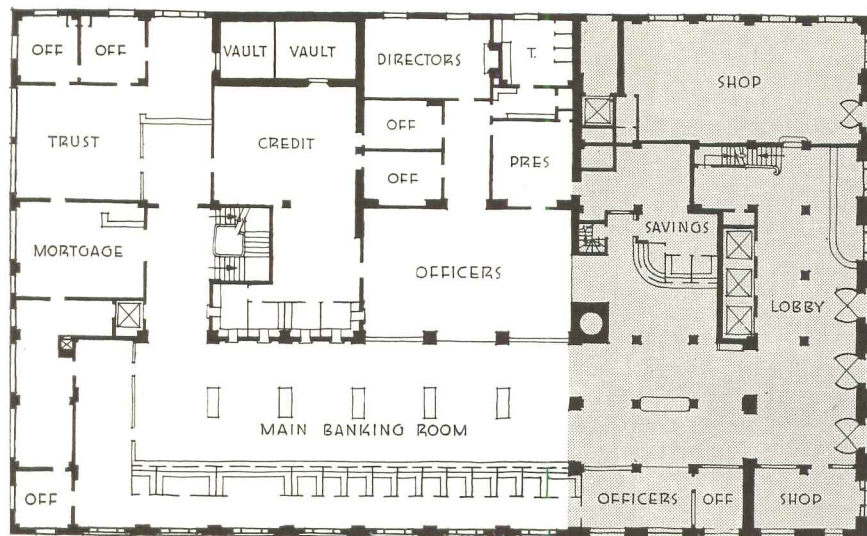 OFF
OFF
VAULT
VAULT
DIRECTORS
T.
SHOP
TRUST
CREDIT
OFF
OFF
PRES
MORTGAGE
OFFICERS
SAVINGS
LOBBY
MAIN BANKING ROOM
OFF
OFFICERS
OFF
SHOP